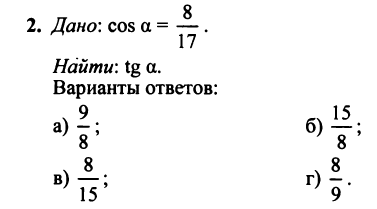 2. Дано: cos α = 8/17.
Найти: tg α.
Варианты ответов:
а) 9/8; б) 15/8;
в) 8/15; г) 8/9.